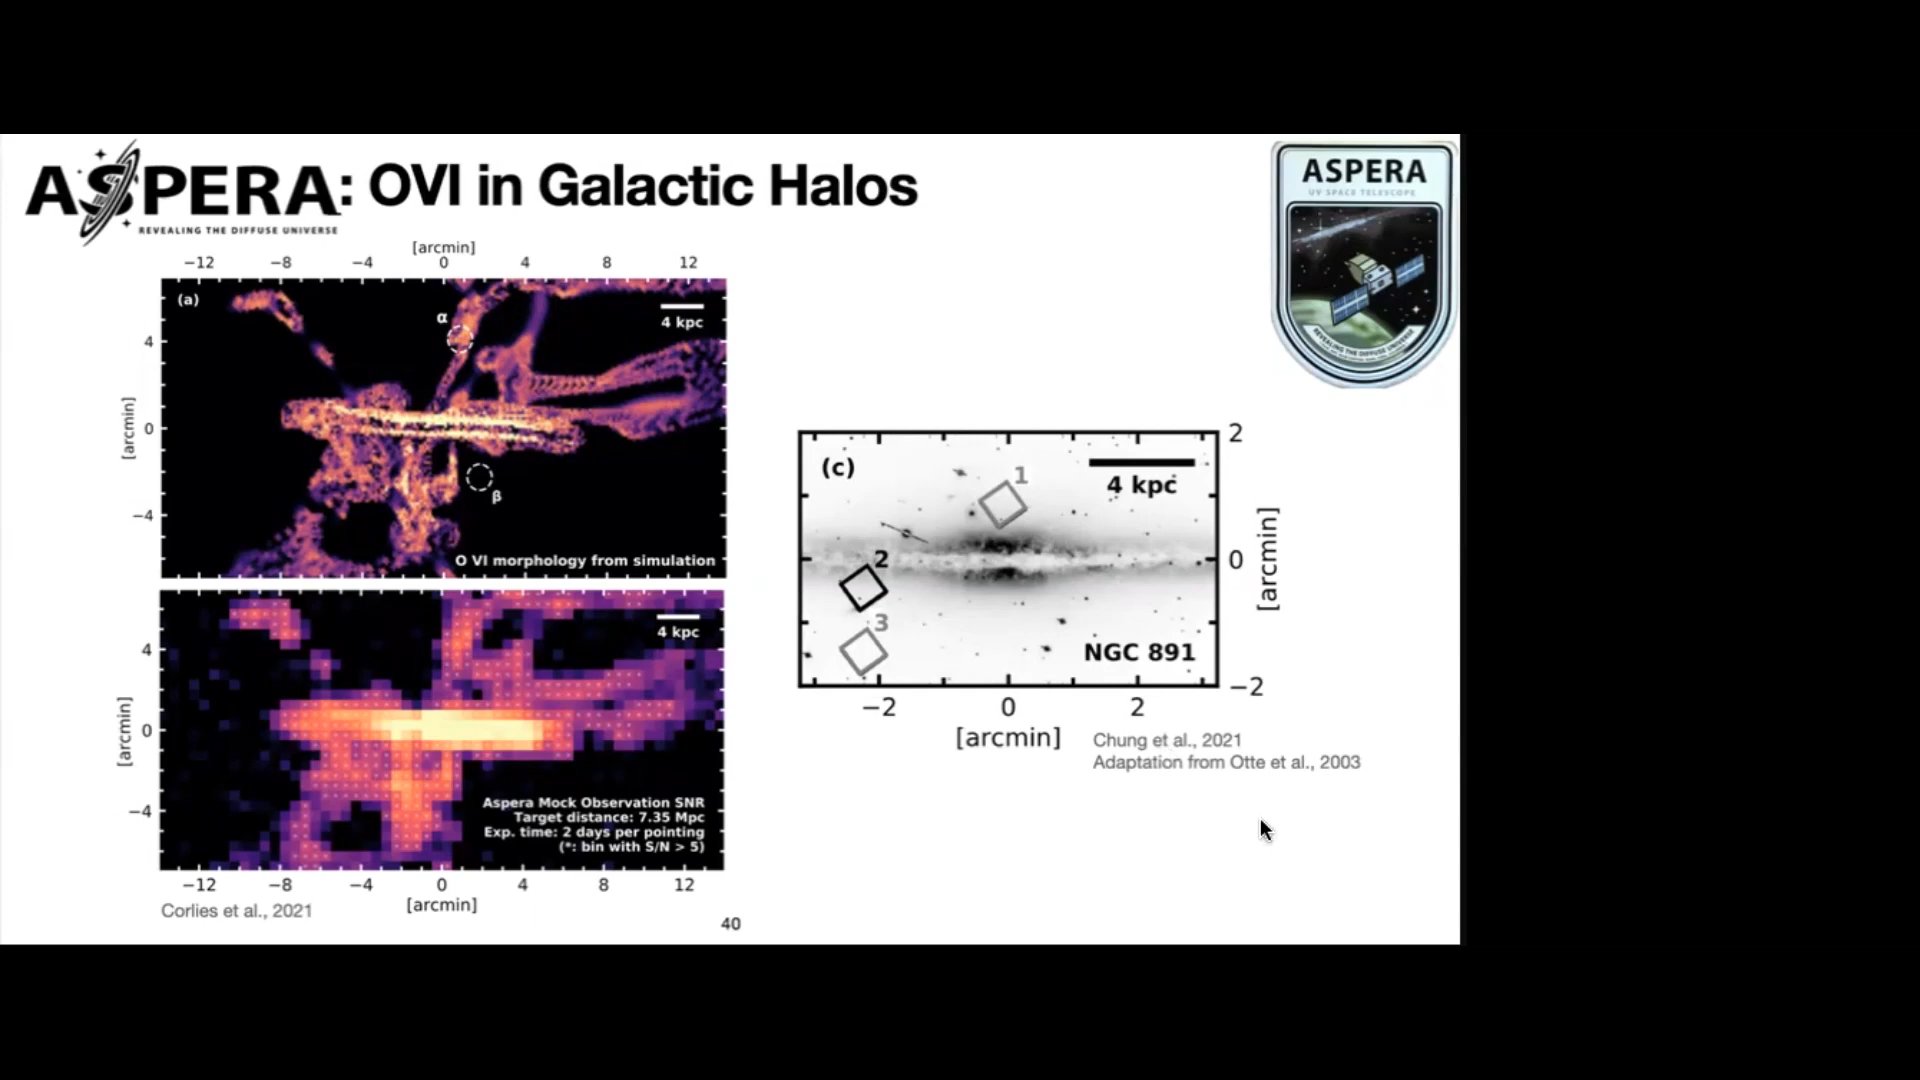 ASPERA: OVI in Galactic Halos
REVEALING THE DIFFUSE UNIVERSE
ASPERA
UV SPACE TELESCOPE
REVEALING THE DIFFUSE UNIVERSE
[arcmin]
−12 −8 −4 0 4 8 12
(a)
α
4 kpc
4
0
−4
[arcmin]
β
O VI morphology from simulation
4 kpc
4
0
−4
[arcmin]
Aspera Mock Observation SNR
Target distance: 7.35 Mpc
Exp. time: 2 days per pointing
(*: bin with S/N > 5)
−12 −8 −4 0 4 8 12
[arcmin]
Corlies et al., 2021
(c)
1
4 kpc
2
3
NGC 891
2
0
−2
[arcmin]
−2 0 2
[arcmin]
Chung et al., 2021
Adaptation from Otte et al., 2003
40